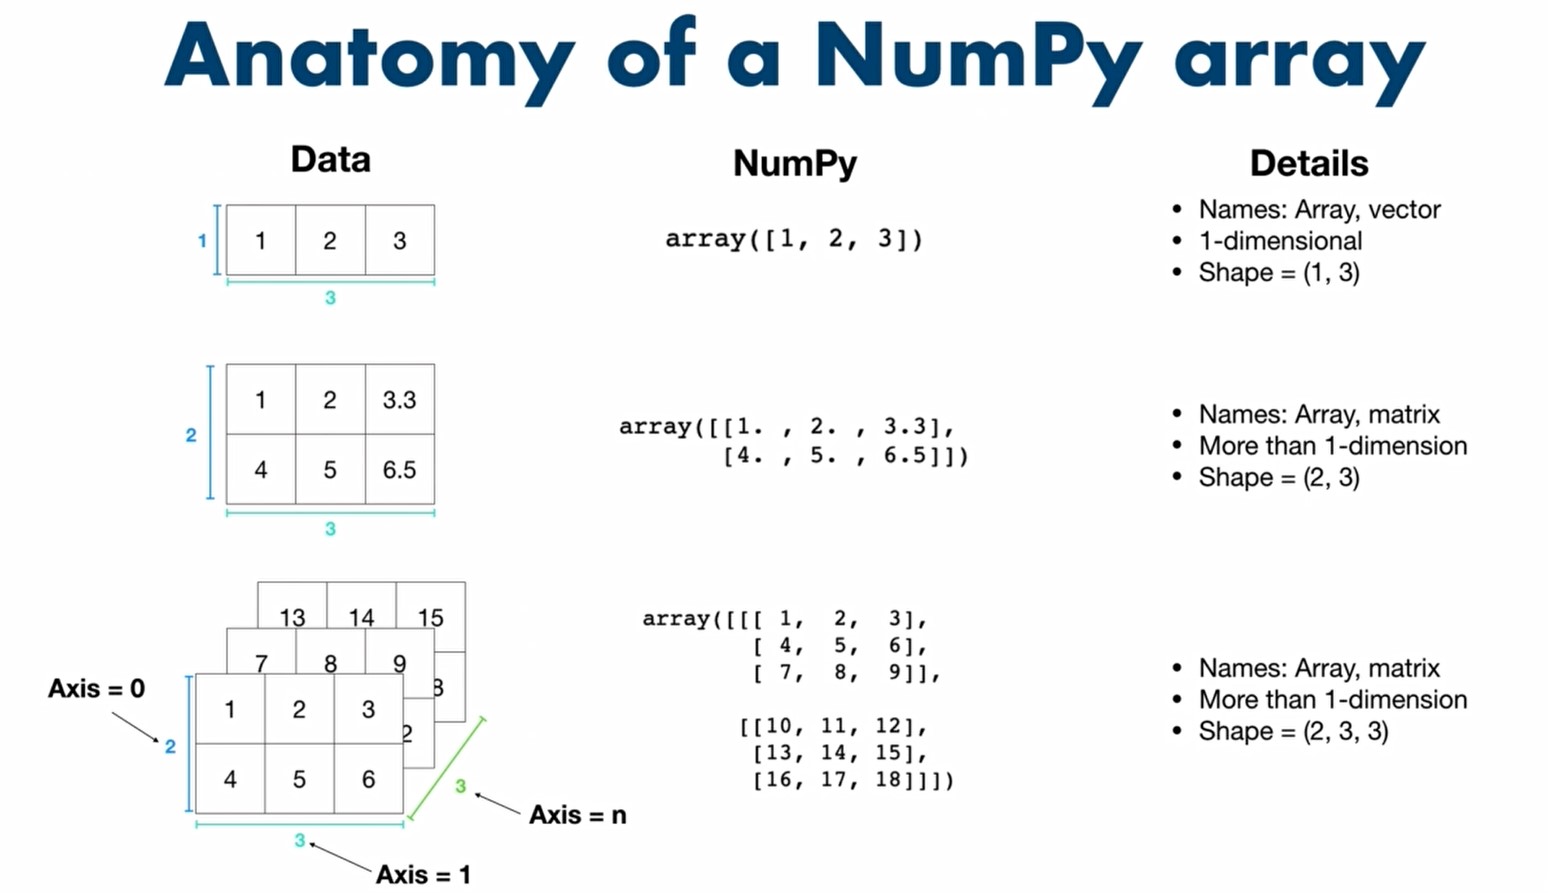 Anatomy of a NumPy array
Data
NumPy
Details
1
1 2 3
3
array([1, 2, 3])
• Names: Array, vector
• 1-dimensional
• Shape = (1, 3)
2
1 2 3.3
4 5 6.5
3
array([[1. , 2. , 3.3],
[4. , 5. , 6.5]])
• Names: Array, matrix
• More than 1-dimension
• Shape = (2, 3)
13 14 15
8
7 8 9
2
Axis = 0
2
1 2 3
4 5 6
3
3
Axis = n
Axis = 1
array([[[ 1, 2, 3],
[ 4, 5, 6],
[ 7, 8, 9]],
[[10, 11, 12],
[13, 14, 15],
[16, 17, 18]]])
• Names: Array, matrix
• More than 1-dimension
• Shape = (2, 3, 3)